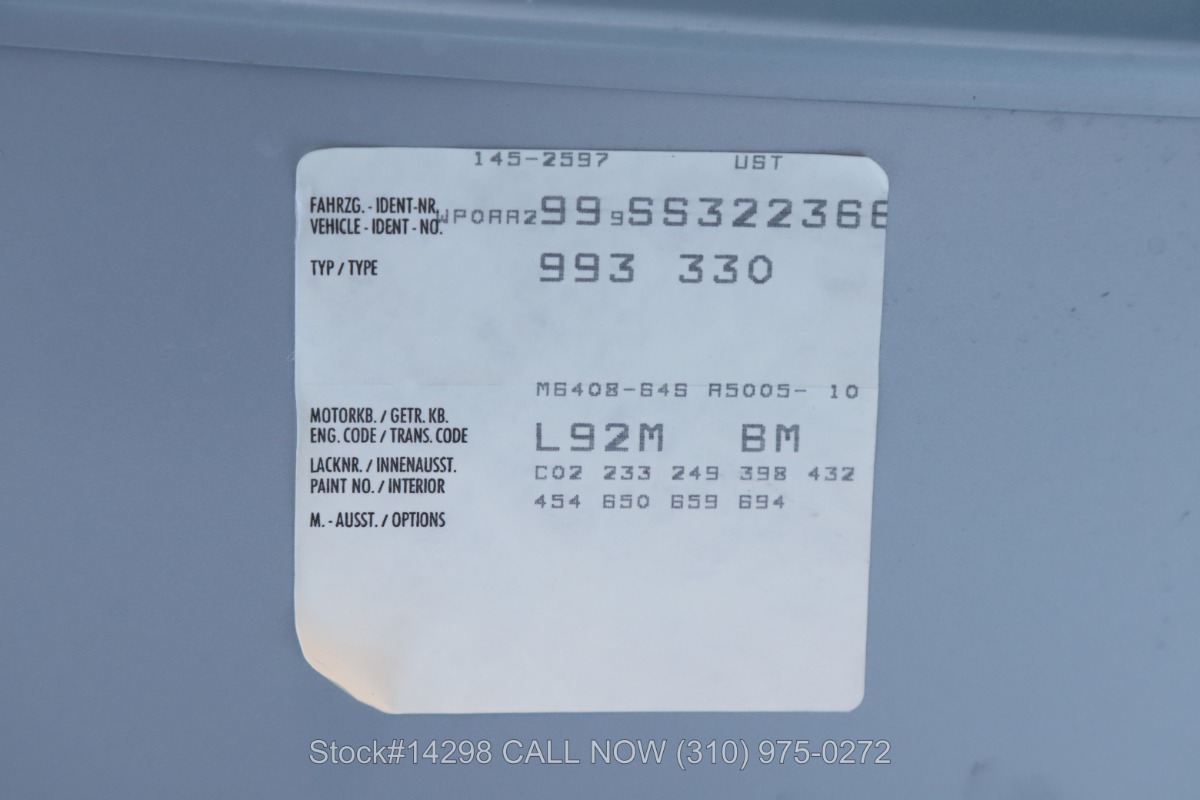 145-2597 UST
FAHRZG. - IDENT-NR.
VEHICLE - IDENT - NO. WP0AA2999SS322366
TYP / TYPE 993 330
M6408-64S A5005- 10
MOTORKB. / GETR. KB.
ENG. CODE / TRANS. CODE L92M BM
LACKNR. / INNENAUSST. C02 233 249 398 432
PAINT NO. / INTERIOR 454 650 659 694
M. - AUSST. / OPTIONS
Stock#14298 CALL NOW (310) 975-0272